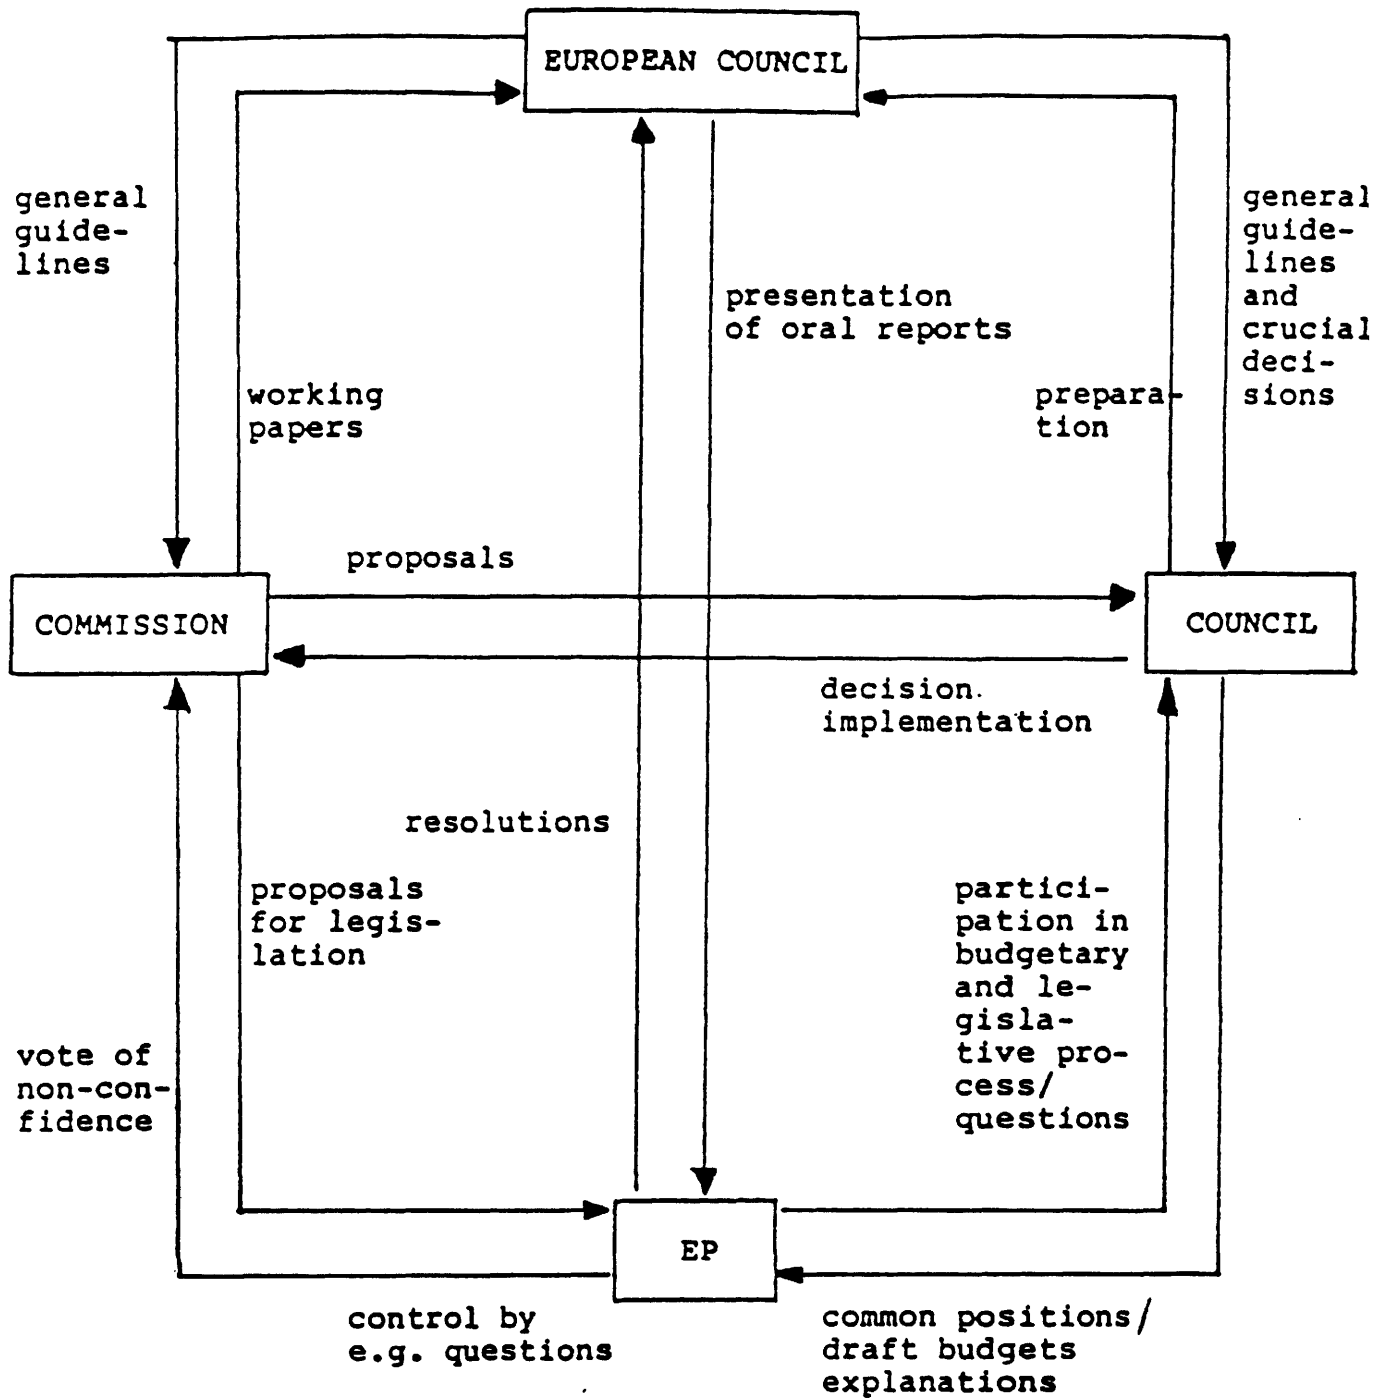 EUROPEAN COUNCIL
general
guide-
lines
general
guide-
lines
and
crucial
deci-
sions
presentation
of oral reports
working
papers
prepara-
tion
proposals
COMMISSION
COUNCIL
decision
implementation
resolutions
proposals
for legis-
lation
partici-
pation in
budgetary
and le-
gisla-
tive pro-
cess/
questions
vote of
non-con-
fidence
EP
control by
e.g. questions
common positions/
draft budgets
explanations